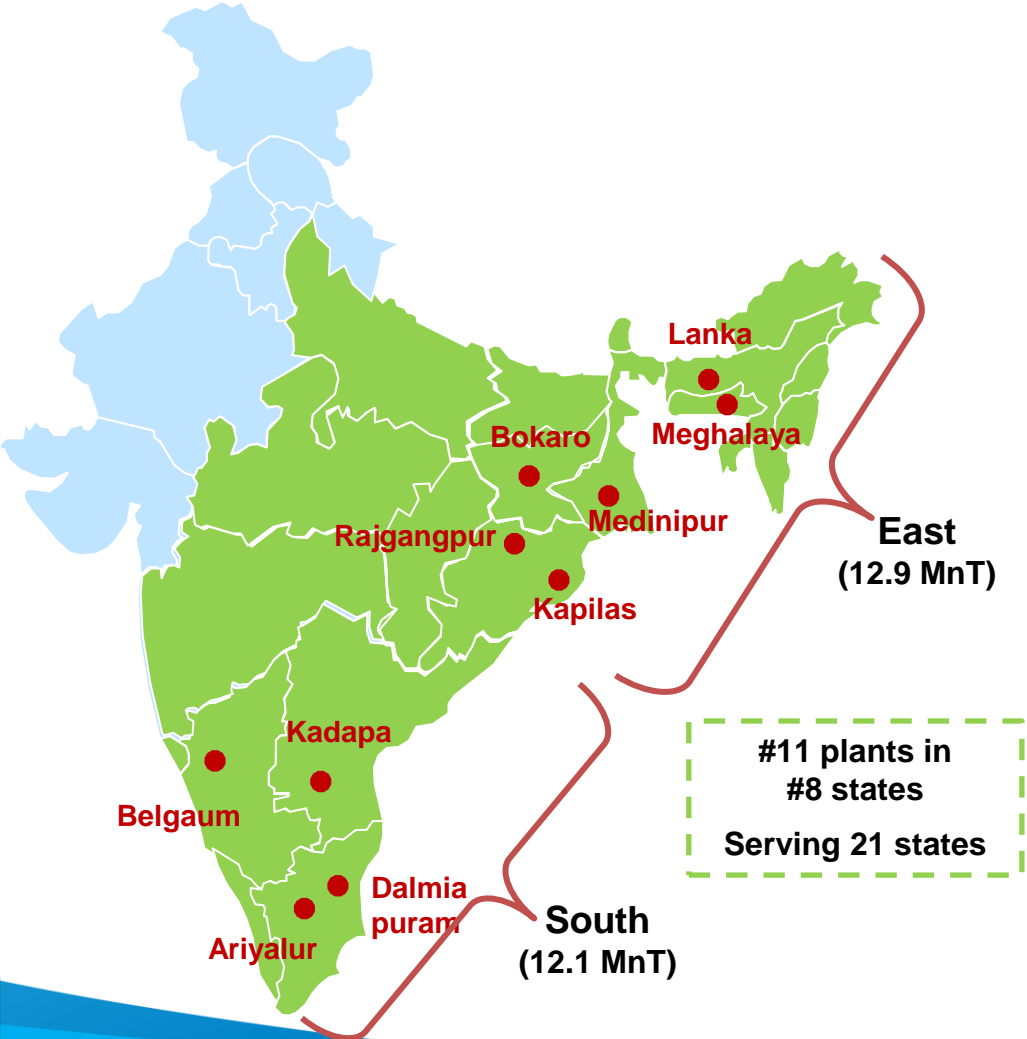 Lanka
Meghalaya
Bokaro
Medinipur
Rajgangpur
Kapilas
East
(12.9 MnT)
Kadapa
Belgaum
#11 plants in
#8 states
Serving 21 states
Dalmia
puram
Ariyalur
South
(12.1 MnT)